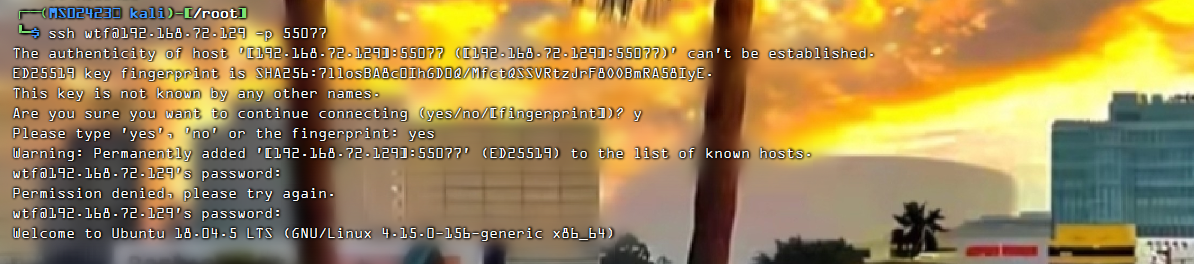 ┌──(MS02423㉿ kali)-[/root]
└─$ ssh wtf@192.168.72.129 -p 55077
The authenticity of host '[192.168.72.129]:55077 ([192.168.72.129]:55077)' can't be established.
ED25519 key fingerprint is
This key is not known by any other names.
Are you sure you want to continue connecting (yes/no/[fingerprint])? y
Please type 'yes', 'no' or the fingerprint: yes
Warning: Permanently added '[192.168.72.129]:55077' (ED25519) to the list of known hosts.
wtf@192.168.72.129's password:
Permission denied, please try again.
wtf@192.168.72.129's password:
Welcome to Ubuntu 18.04.5 LTS (GNU/Linux 4.15.0-156-generic x86_64)